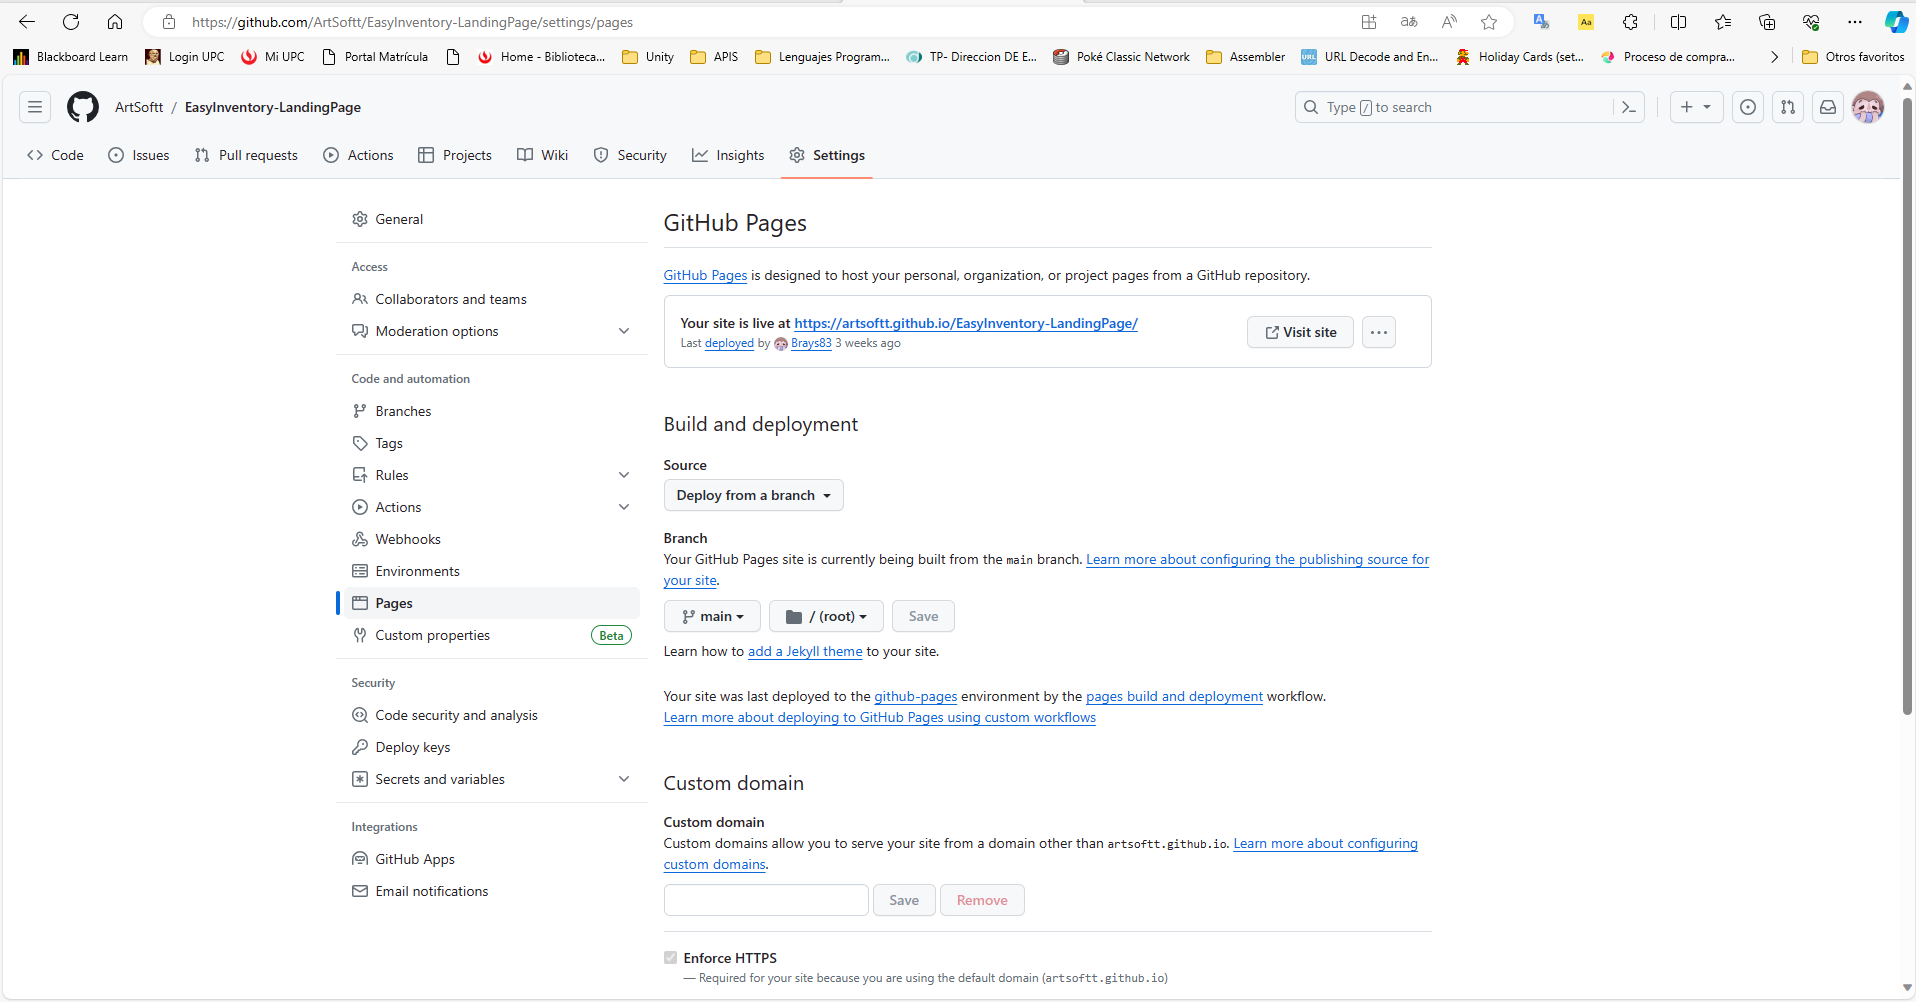 https://github.com/ArtSoftt/EasyInventory-LandingPage/settings/pages
Blackboard Learn Login UPC Mi UPC Portal Matrícula Home - Biblioteca... Unity APIS Lenguajes Program... TP- Direccion DE E... Poké Classic Network Assembler URL Decode and En... Holiday Cards (set... Proceso de compra... Otros favoritos
ArtSoftt / EasyInventory-LandingPage
Type / to search
Code Issues Pull requests Actions Projects Wiki Security Insights Settings
General
Access
Collaborators and teams
Moderation options
Code and automation
Branches
Tags
Rules
Actions
Webhooks
Environments
Pages
Custom properties Beta
Security
Code security and analysis
Deploy keys
Secrets and variables
Integrations
GitHub Apps
Email notifications
GitHub Pages
GitHub Pages is designed to host your personal, organization, or project pages from a GitHub repository.
Your site is live at https://artsoftt.github.io/EasyInventory-LandingPage/
Last deployed by Brays83 3 weeks ago
Visit site
Build and deployment
Source
Deploy from a branch
Branch
Your GitHub Pages site is currently being built from the main branch. Learn more about configuring the publishing source for
your site.
main / (root) Save
Learn how to add a Jekyll theme to your site.
Your site was last deployed to the github-pages environment by the pages build and deployment workflow.
Learn more about deploying to GitHub Pages using custom workflows
Custom domain
Custom domain
Custom domains allow you to serve your site from a domain other than artsoftt.github.io. Learn more about configuring
custom domains.
Save Remove
Enforce HTTPS
— Required for your site because you are using the default domain (artsoftt.github.io)